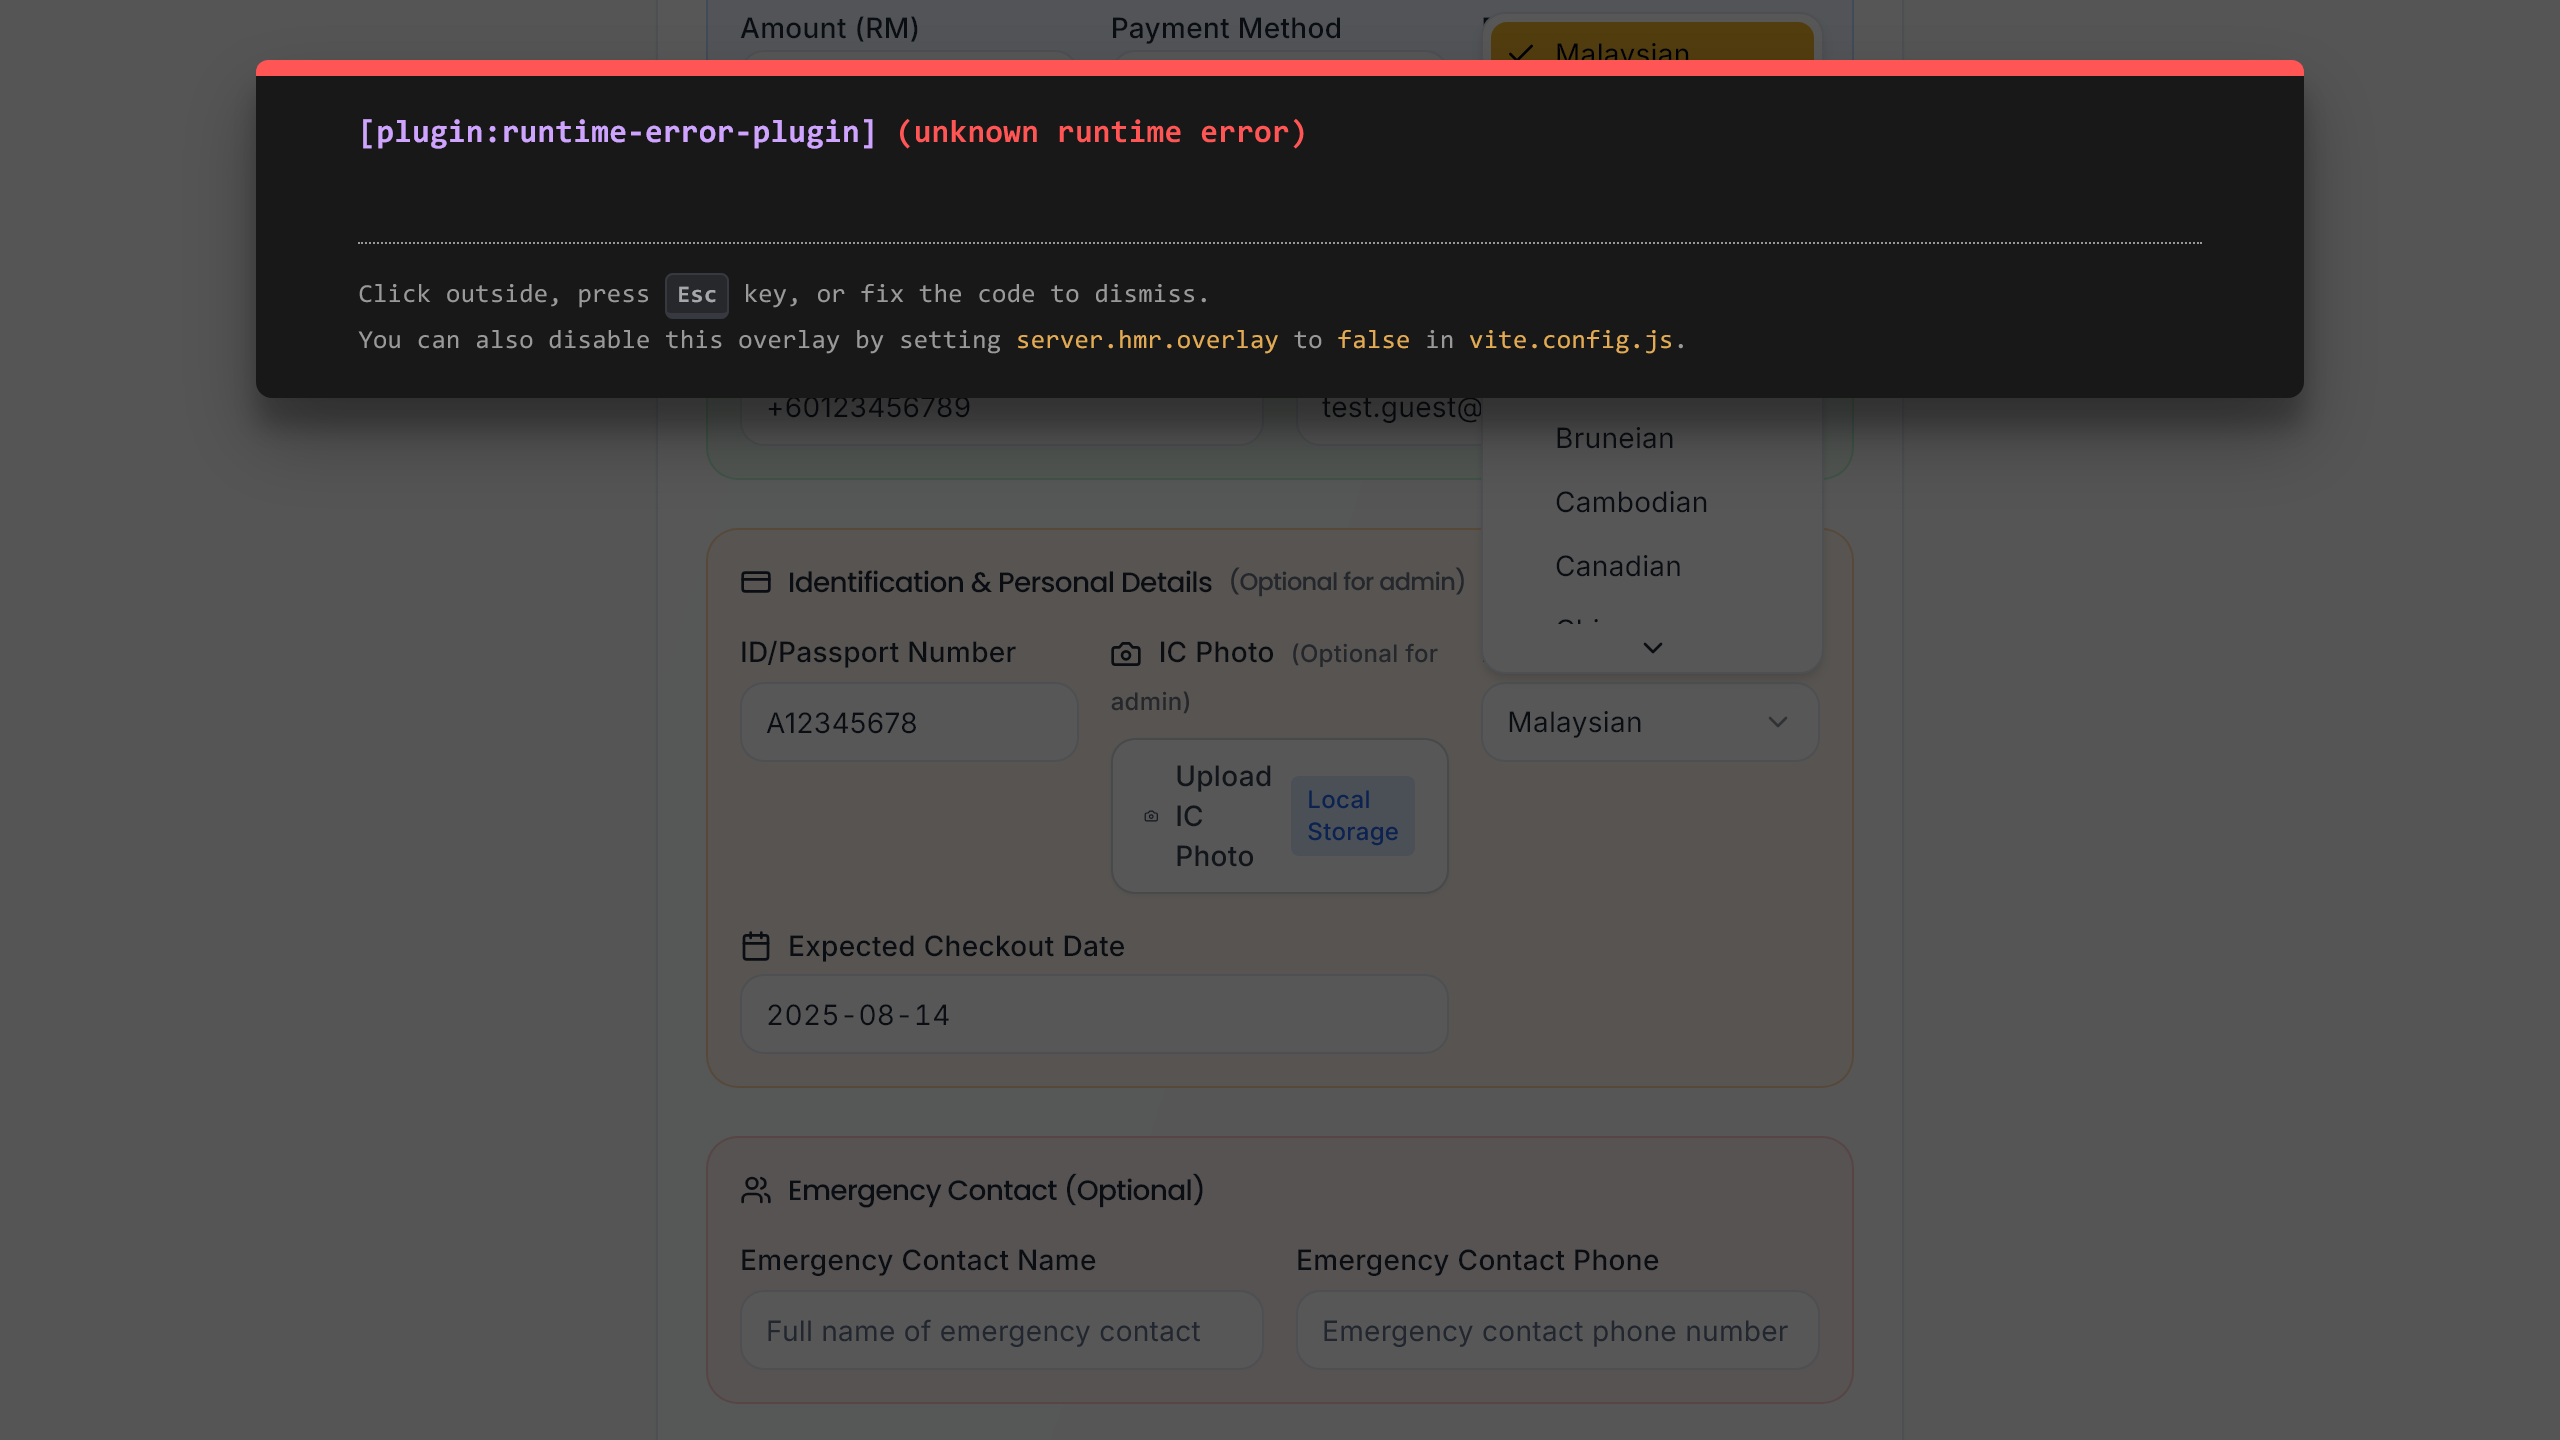 Amount (RM)
Payment Method
Malaysian
[plugin:runtime-error-plugin] (unknown runtime error)
Click outside, press Esc key, or fix the code to dismiss.
You can also disable this overlay by setting server.hmr.overlay to false in vite.config.js.
+60123456789
test.guest@
Bruneian
Cambodian
Canadian
Identification & Personal Details (Optional for admin)
ID/Passport Number
A12345678
IC Photo (Optional for
admin)
Upload
IC
Photo
Local
Storage
Malaysian
Expected Checkout Date
2025-08-14
Emergency Contact (Optional)
Emergency Contact Name
Emergency Contact Phone
Full name of emergency contact
Emergency contact phone number